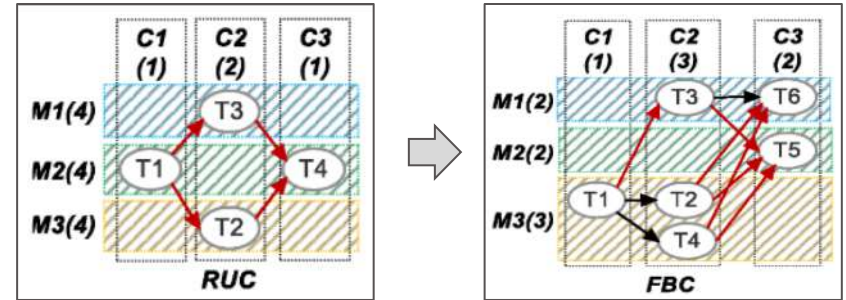 C1 C2 C3
(1) (2) (1)
M1(4) T3
M2(4) T1 T4
M3(4) T2
RUC
C1 C2 C3
(1) (3) (2)
M1(2) T3 T6
M2(2) T5
M3(3) T1 T2
T4
FBC